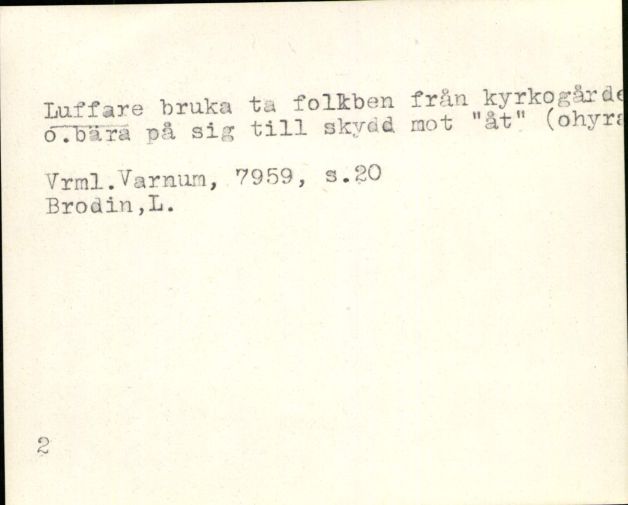 Luffare bruka ta folkben från kyrkogårde
o.bära på sig till skydd mot "åt" (ohyra
Vrml.Varnum, 7959, s.20
Brodin,L.
2